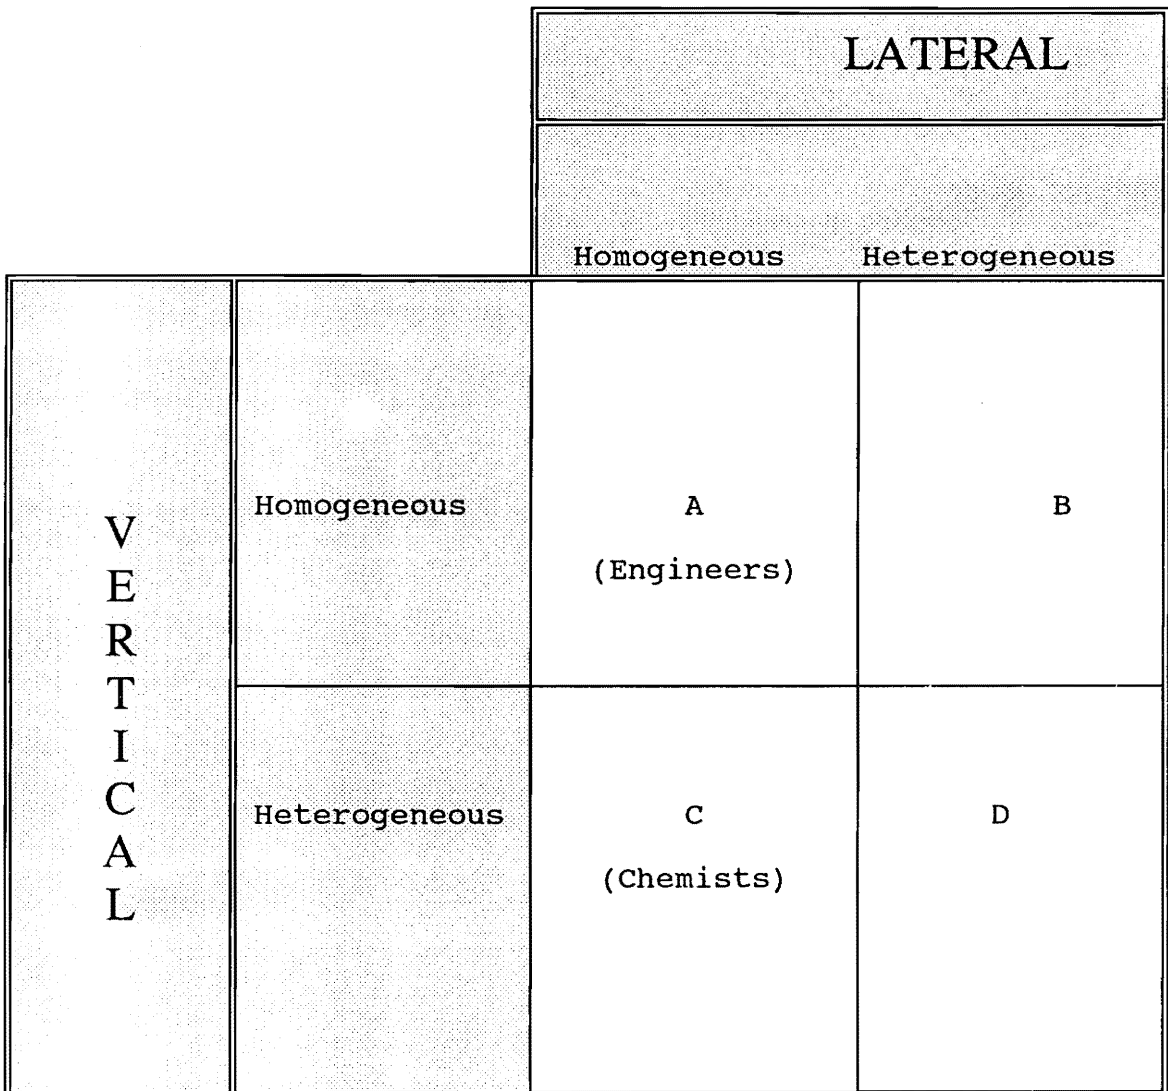 LATERAL
Homogeneous Heterogeneous
VERTICAL
Homogeneous A B
(Engineers)
Heterogeneous C D
(Chemists)